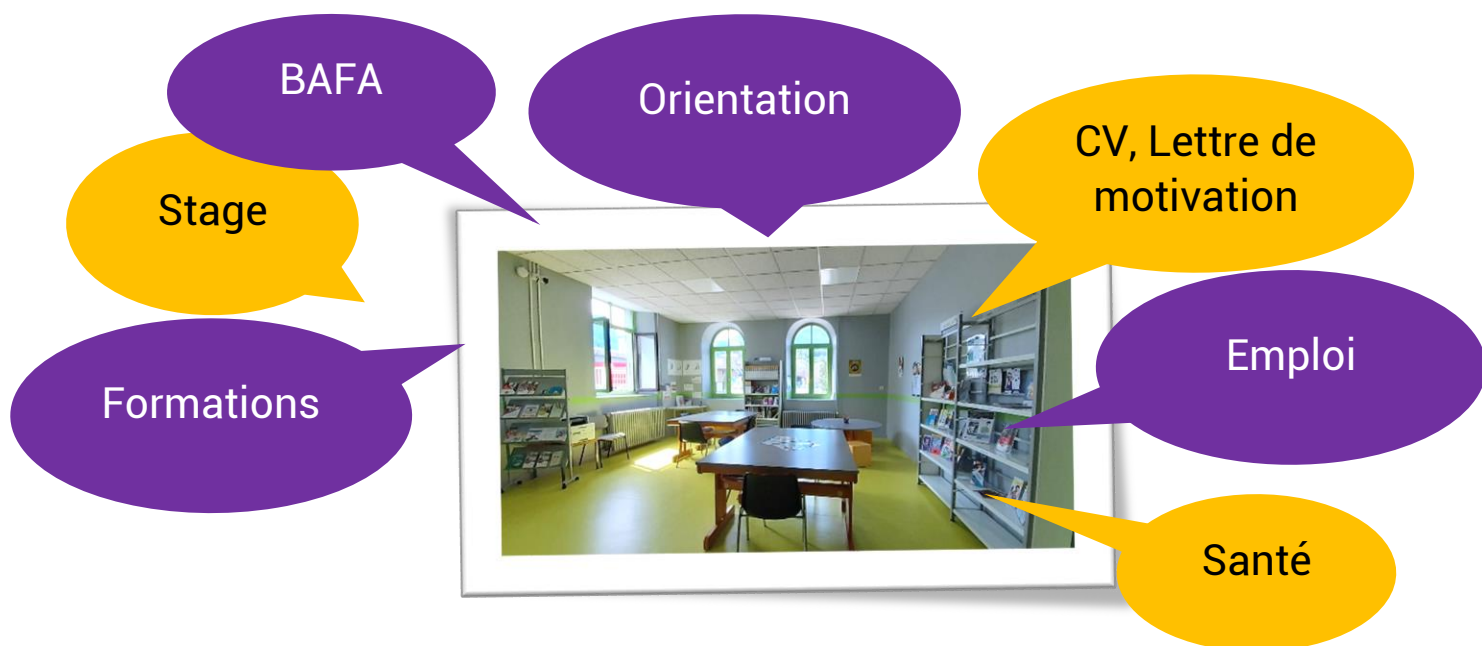 BAFA
Orientation
CV, Lettre de
motivation
Stage
Emploi
Formations
Santé